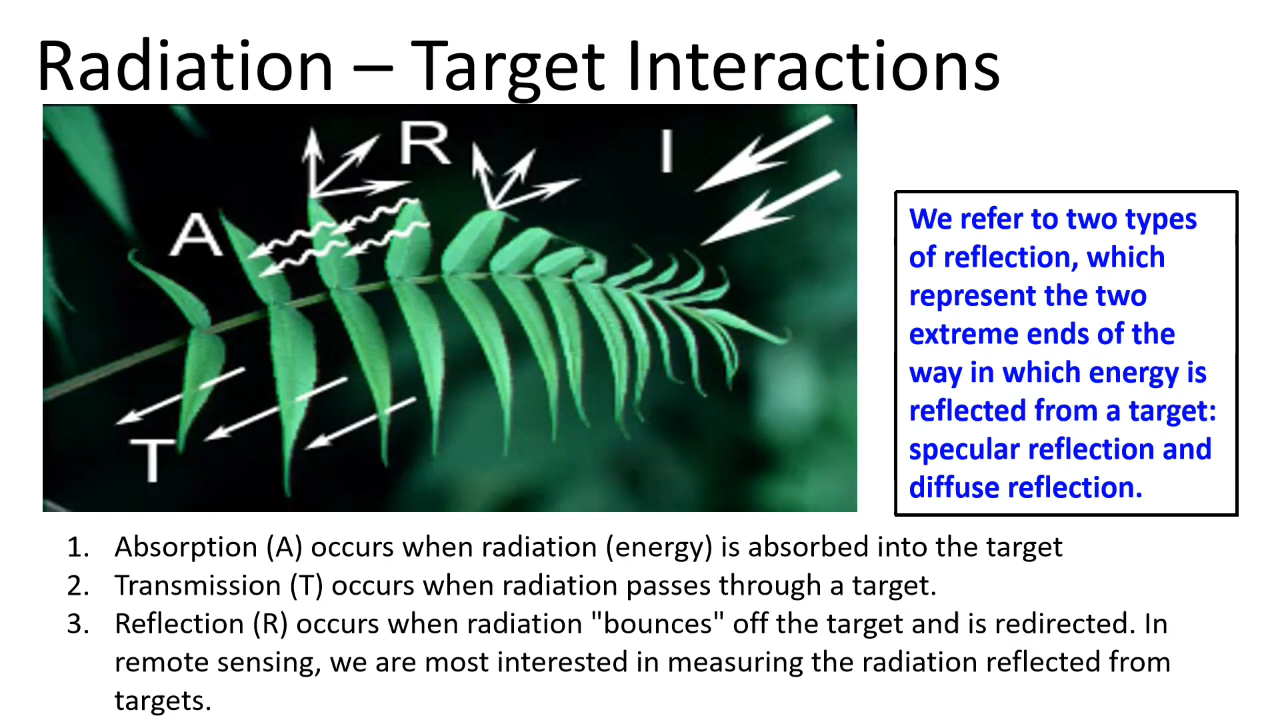 Radiation – Target Interactions
R
I
A
T
We refer to two types
of reflection, which
represent the two
extreme ends of the
way in which energy is
reflected from a target:
specular reflection and
diffuse reflection.
1. Absorption (A) occurs when radiation (energy) is absorbed into the target
2. Transmission (T) occurs when radiation passes through a target.
3. Reflection (R) occurs when radiation "bounces" off the target and is redirected. In
remote sensing, we are most interested in measuring the radiation reflected from
targets.